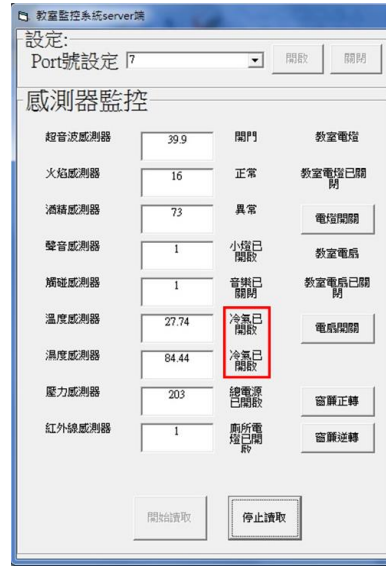 教室監控系統server端
設定:
Port號設定 7 開啟 關閉
感測器監控
超音波感測器 39.9 開門 教室電燈
火焰感測器 16 正常 教室電燈已關
閉
酒精感測器 73 異常 電燈開關
聲音感測器 1 小燈已
開啟 教室電扇
觸碰感測器 1 音樂已
關閉 教室電扇已關
閉
溫度感測器 27.74 冷氣已
開啟 電扇開關
濕度感測器 84.44 冷氣已
開啟
壓力感測器 203 總電源
已開啟 窗簾正轉
紅外線感測器 1 廁所電
燈已開
啟 窗簾逆轉
開始讀取 停止讀取